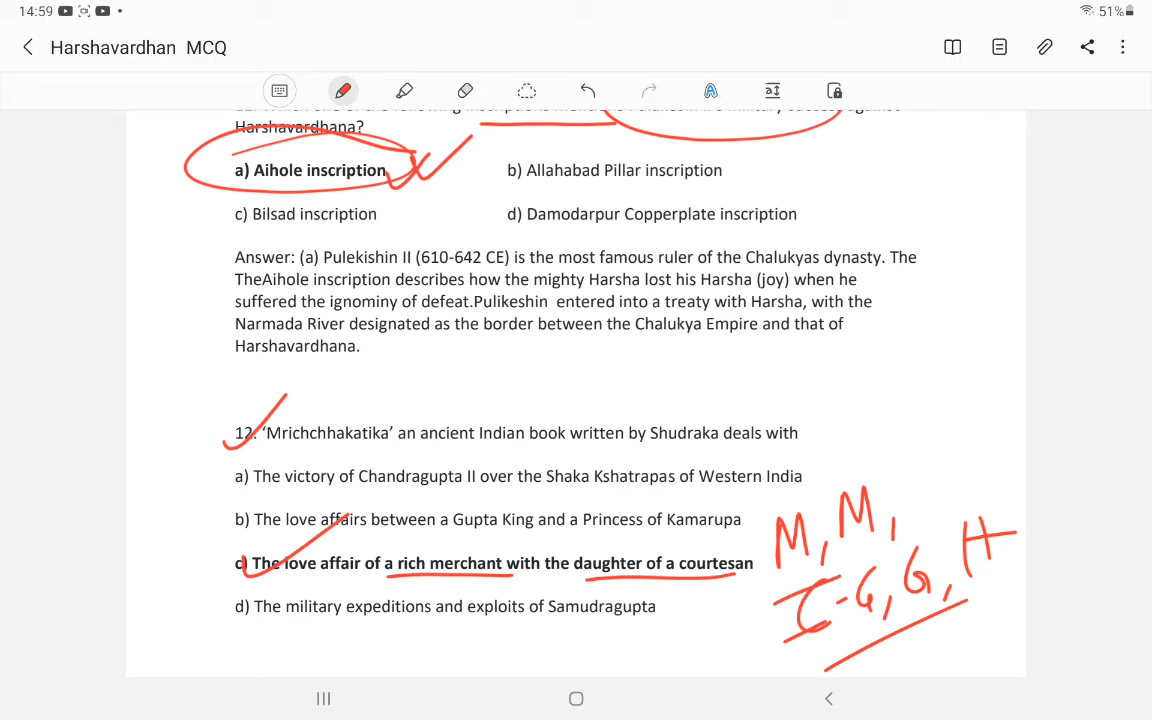 14:59
51%
Harshavardhan MCQ
Harshavardhana?
a) Aihole inscription
b) Allahabad Pillar inscription
c) Bilsad inscription
d) Damodarpur Copperplate inscription
Answer: (a) Pulekishin II (610-642 CE) is the most famous ruler of the Chalukyas dynasty. The
TheAihole inscription describes how the mighty Harsha lost his Harsha (joy) when he
suffered the ignominy of defeat.Pulikeshin entered into a treaty with Harsha, with the
Narmada River designated as the border between the Chalukya Empire and that of
Harshavardhana.
12. ‘Mrichchhakatika’ an ancient Indian book written by Shudraka deals with
a) The victory of Chandragupta II over the Shaka Kshatrapas of Western India
b) The love affairs between a Gupta King and a Princess of Kamarupa
c) The love affair of a rich merchant with the daughter of a courtesan
d) The military expeditions and exploits of Samudragupta
M, M,
I-G, G, H